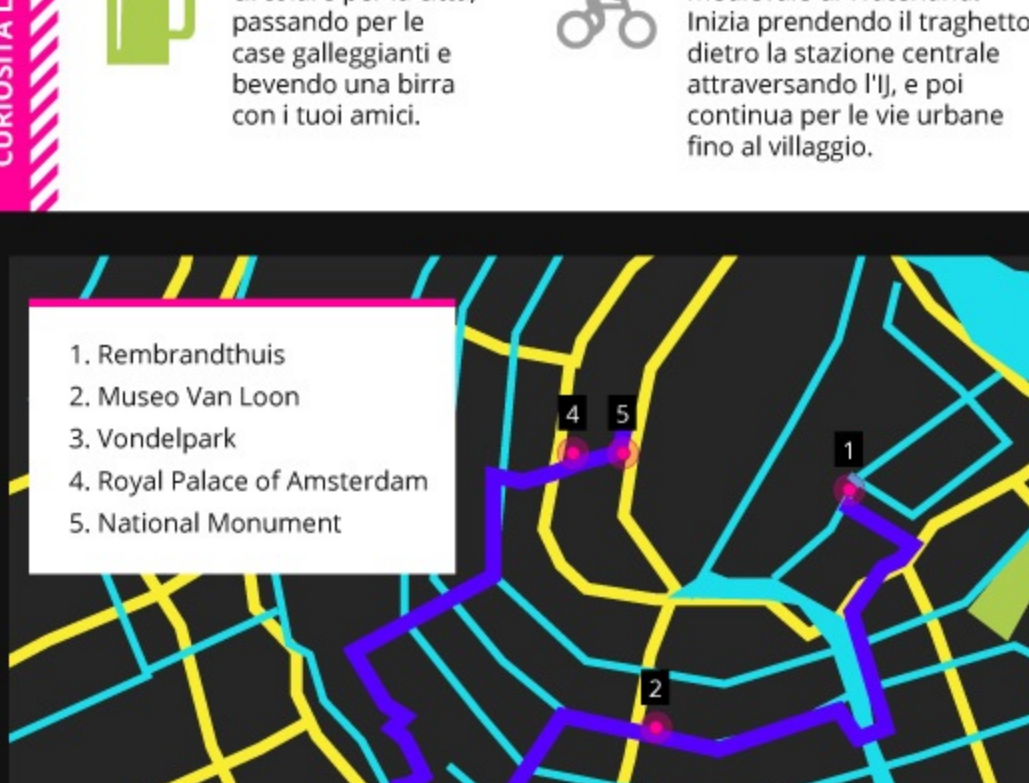 passando per le
case galleggianti e
bevendo una birra
con i tuoi amici.
Inizia prendendo il traghetto
dietro la stazione centrale
attraversando l'IJ, e poi
continua per le vie urbane
fino al villaggio.
CURIOSITÀ
1. Rembrandthuis
2. Museo Van Loon
3. Vondelpark
4. Royal Palace of Amsterdam
5. National Monument
4
5
1
2